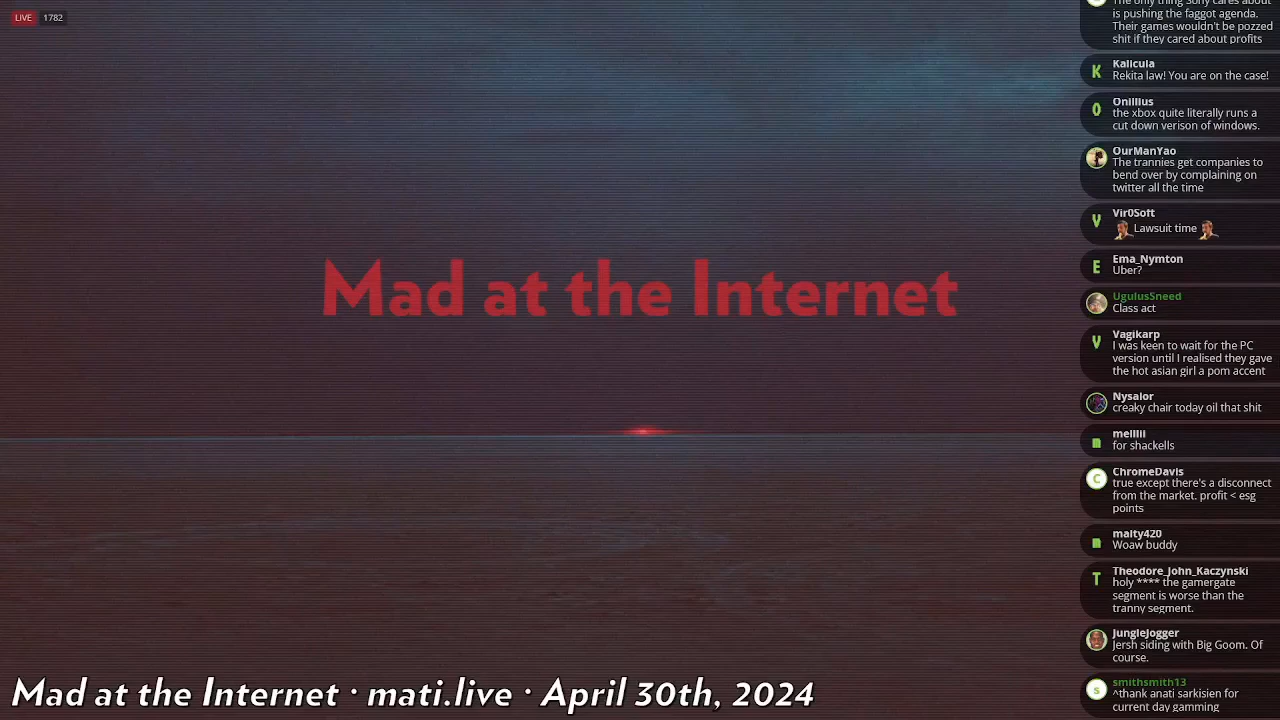 LIVE 1782
The only thing Sony cares about
is pushing the faggot agenda.
Their games wouldn't be pozzed
shit if they cared about profits
Kalicula
Rekita law! You are on the case!
Onillius
the xbox quite literally runs a
cut down verison of windows.
OurManYao
The trannies get companies to
bend over by complaining on
twitter all the time
Vir0Soft
Lawsuit time
Ema_Nymton
Uber?
UgulusSneed
Class act
Mad at the Internet
Vagikarp
I was keen to wait for the PC
version until I realised they gave
the hot asian girl a pom accent
Nysalor
creaky chair today oil that shit
melllii
for shackells
ChromeDavis
true except there's a disconnect
from the market. profit < esg
points
malty420
Woaw buddy
Theodore_John_Kaczynski
holy **** the gamergate
segment is worse than the
tranny segment.
JungleJogger
Jersh siding with Big Goom. Of
course.
smithsmith13
^thank anati sarkisien for
current day gamming
Mad at the Internet · mati.live · April 30th, 2024